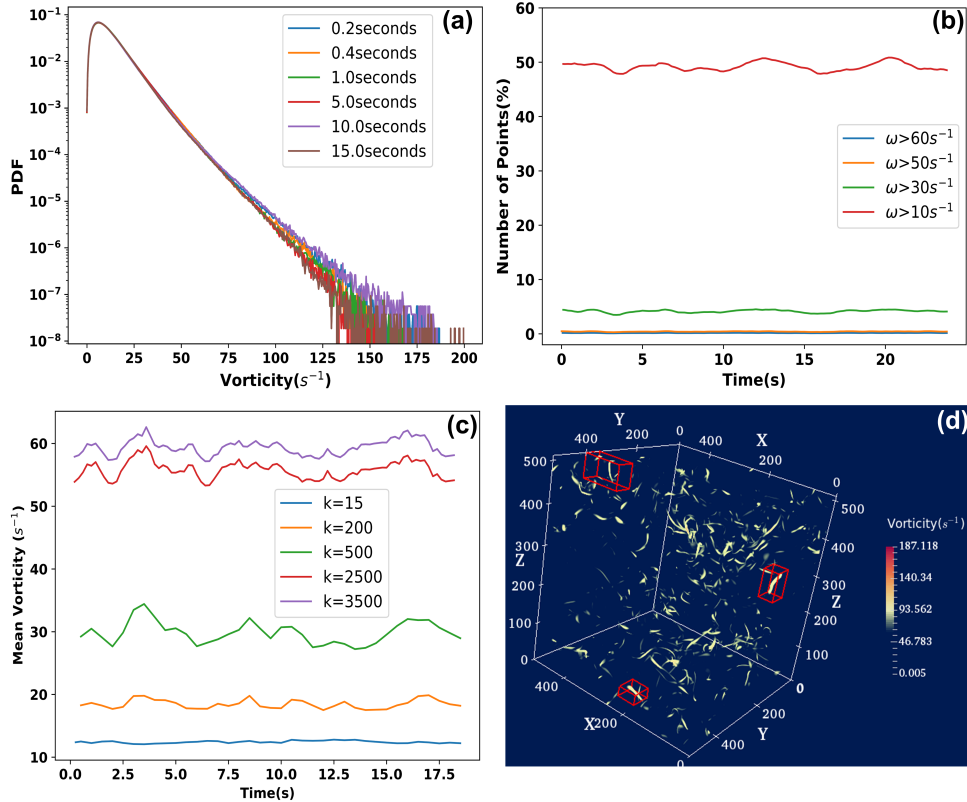 (a)
10⁻¹
10⁻²
10⁻³
10⁻⁴
10⁻⁵
10⁻⁶
10⁻⁷
10⁻⁸
PDF
0.2seconds
0.4seconds
1.0seconds
5.0seconds
10.0seconds
15.0seconds
0 25 50 75 100 125 150 175 200
Vorticity(s⁻¹)
(b)
60
50
40
30
20
10
0
Number of Points(%)
ω>60s⁻¹
ω>50s⁻¹
ω>30s⁻¹
ω>10s⁻¹
0 5 10 15 20
Time(s)
(c)
60
50
40
30
20
10
Mean Vorticity (s⁻¹)
k=15
k=200
k=500
k=2500
k=3500
0.0 2.5 5.0 7.5 10.0 12.5 15.0 17.5
Time(s)
(d)
Y
400 200 0
X
400 200 0
500
400
300
Z
200
100
0
500
400
300
Z
200
100
0
400
X
200
0
Y
200
400
Vorticity(s⁻¹)
187.118
140.34
93.562
46.783
0.005